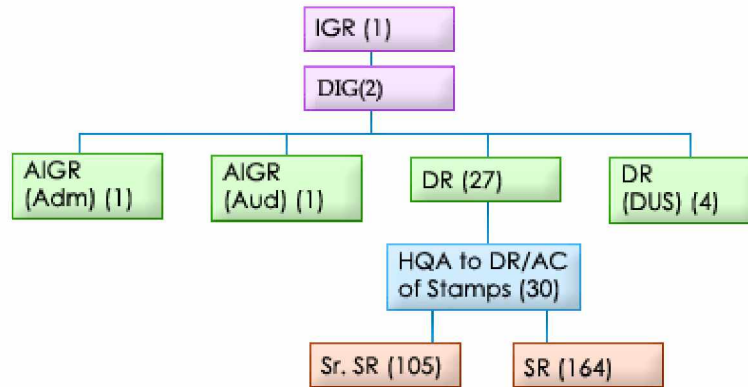 IGR (1)
DIG(2)
AIGR
(Adm) (1)
AIGR
(Aud) (1)
DR (27)
DR
(DUS) (4)
HQA to DR/AC
of Stamps (30)
Sr. SR (105)
SR (164)